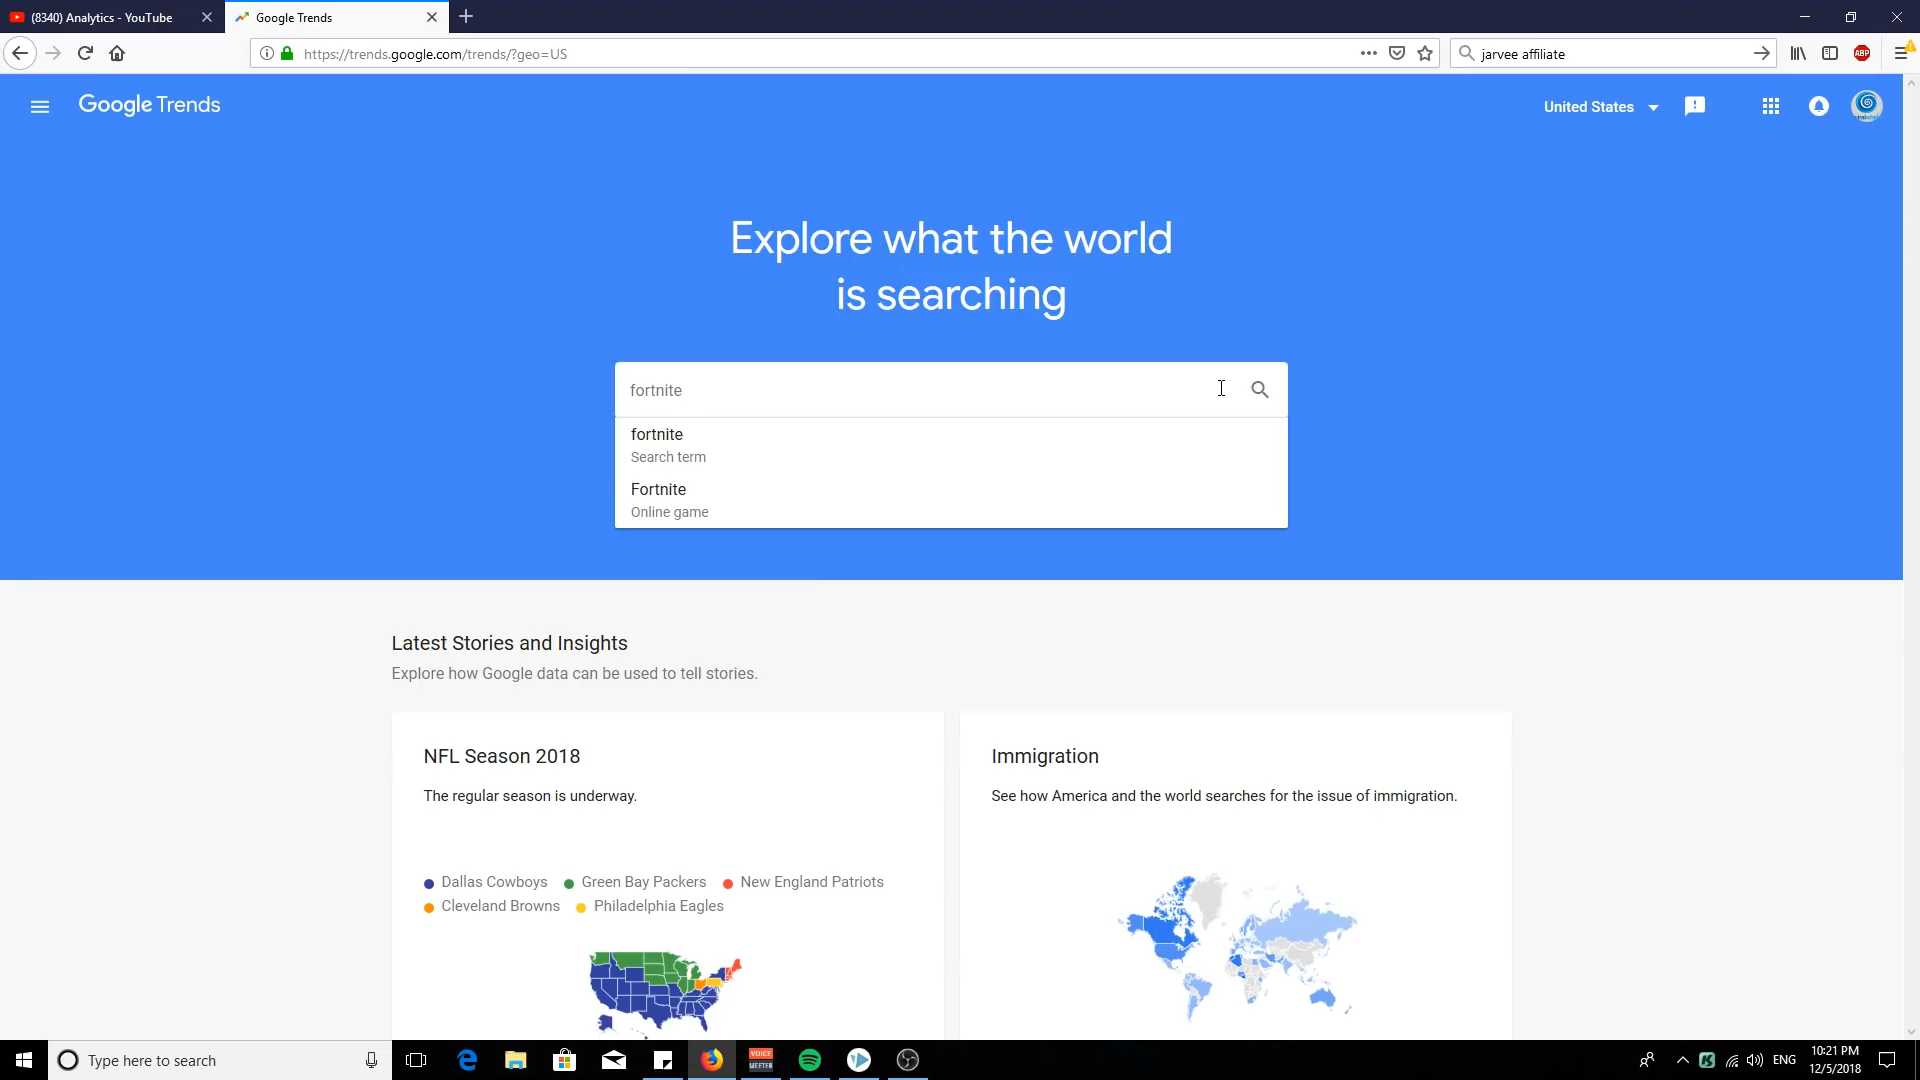 (8340) Analytics - YouTube
Google Trends
https://trends.google.com/trends/?geo=US
jarvee affiliate
ABP
Google Trends
United States
Explore what the world
is searching
fortnite
fortnite
Search term
Fortnite
Online game
Latest Stories and Insights
Explore how Google data can be used to tell stories.
NFL Season 2018
The regular season is underway.
Dallas Cowboys
Green Bay Packers
New England Patriots
Cleveland Browns
Philadelphia Eagles
Immigration
See how America and the world searches for the issue of immigration.
Type here to search
VOICE
MEETER
ENG
10:21 PM
12/5/2018